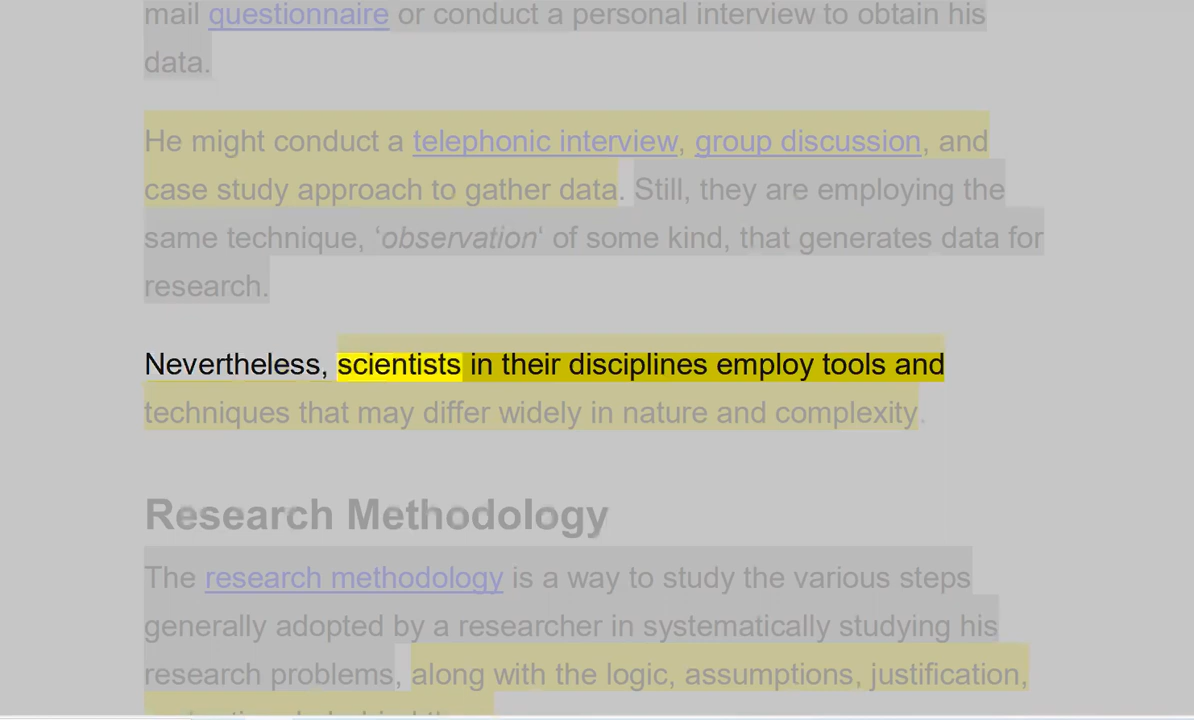 mail questionnaire or conduct a personal interview to obtain his
data.
He might conduct a telephonic interview, group discussion, and
case study approach to gather data. Still, they are employing the
same technique, ‘observation‘ of some kind, that generates data for
research.
Nevertheless, scientists in their disciplines employ tools and
techniques that may differ widely in nature and complexity.
Research Methodology
The research methodology is a way to study the various steps
generally adopted by a researcher in systematically studying his
research problems, along with the logic, assumptions, justification,